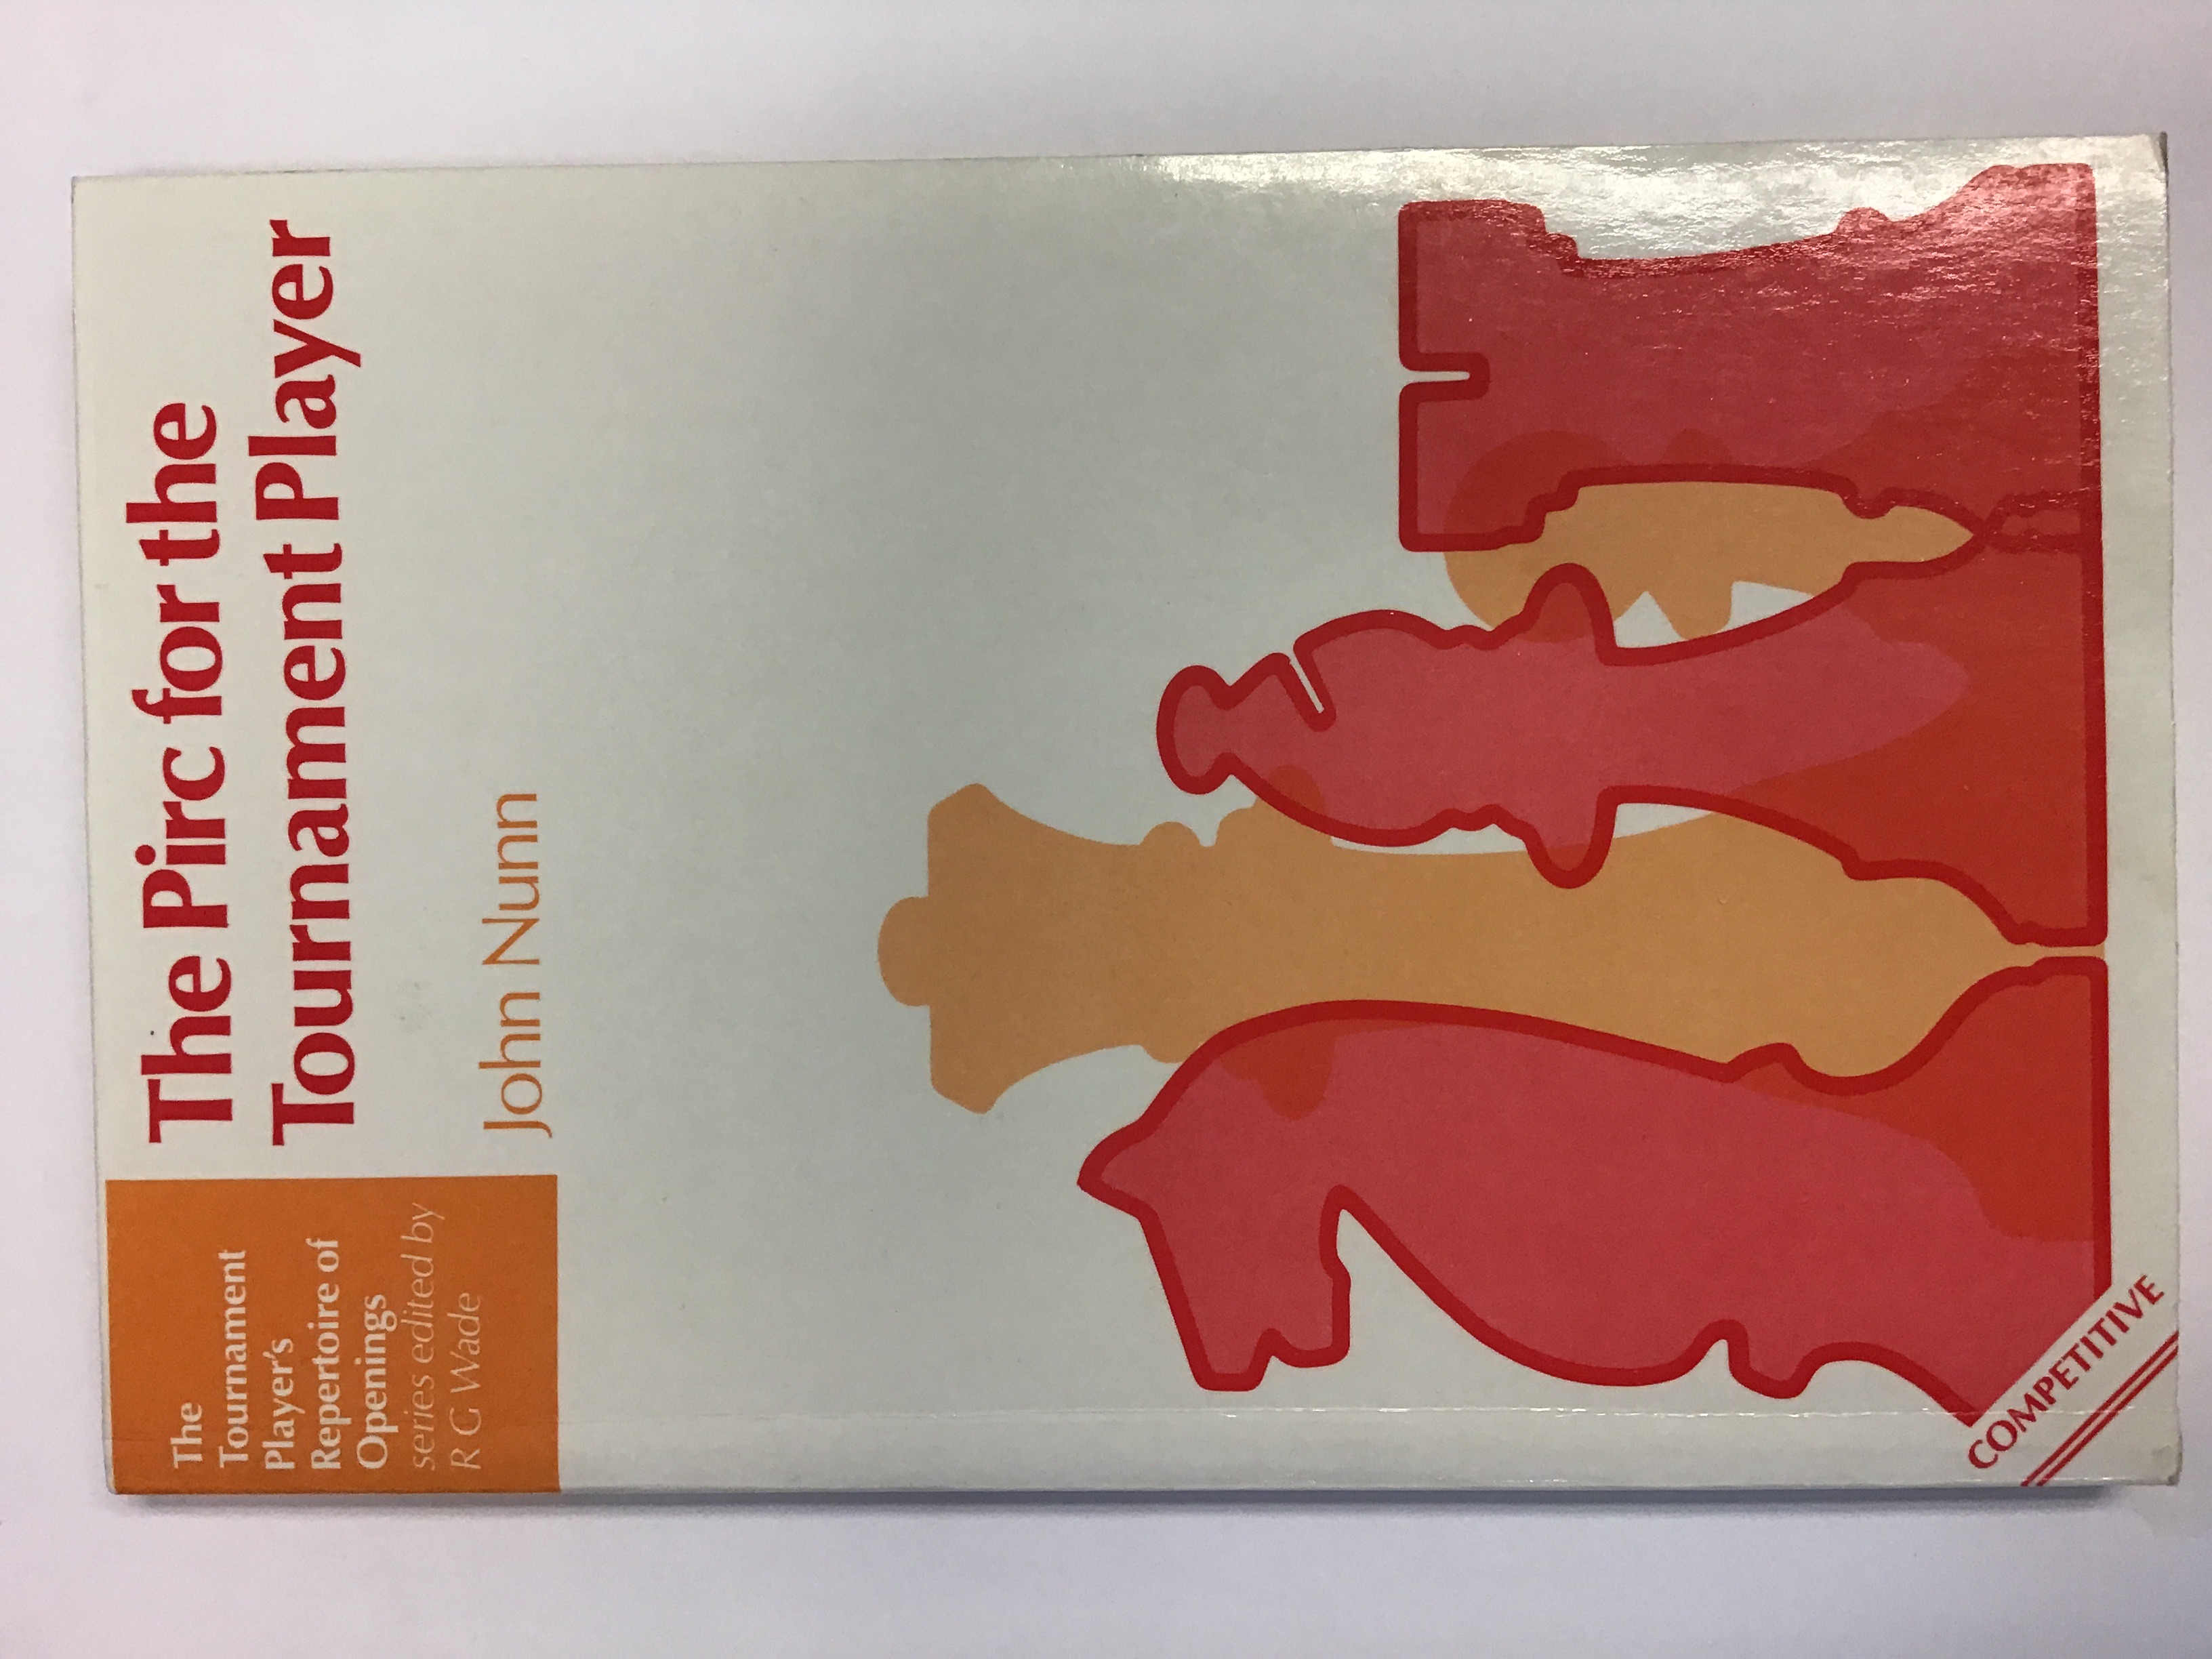 The
Tournament
Player's
Repertoire of
Openings
series edited by
R G Wade
The Pirc for the
Tournament Player
John Nunn
COMPETITIVE